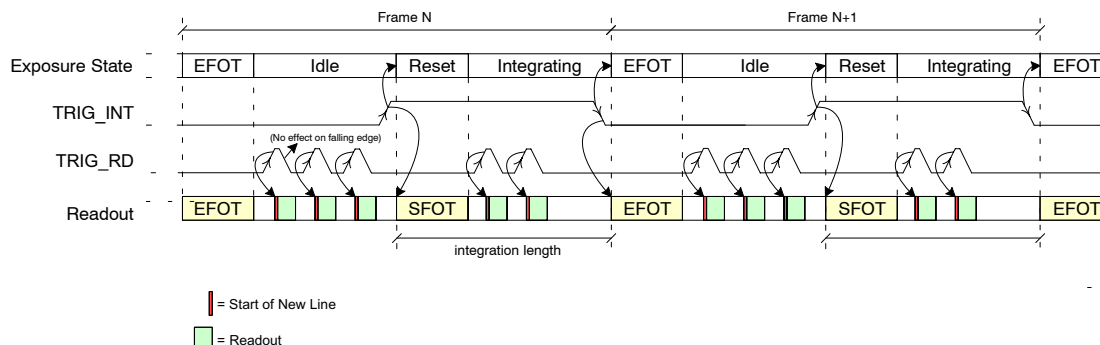 Frame N Frame N+1
Exposure State EFOT Idle Reset Integrating EFOT Idle Reset Integrating EFOT
TRIG_INT
(No effect on falling edge)
TRIG_RD
Readout EFOT SFOT EFOT SFOT EFOT
integration length
= Start of New Line
= Readout